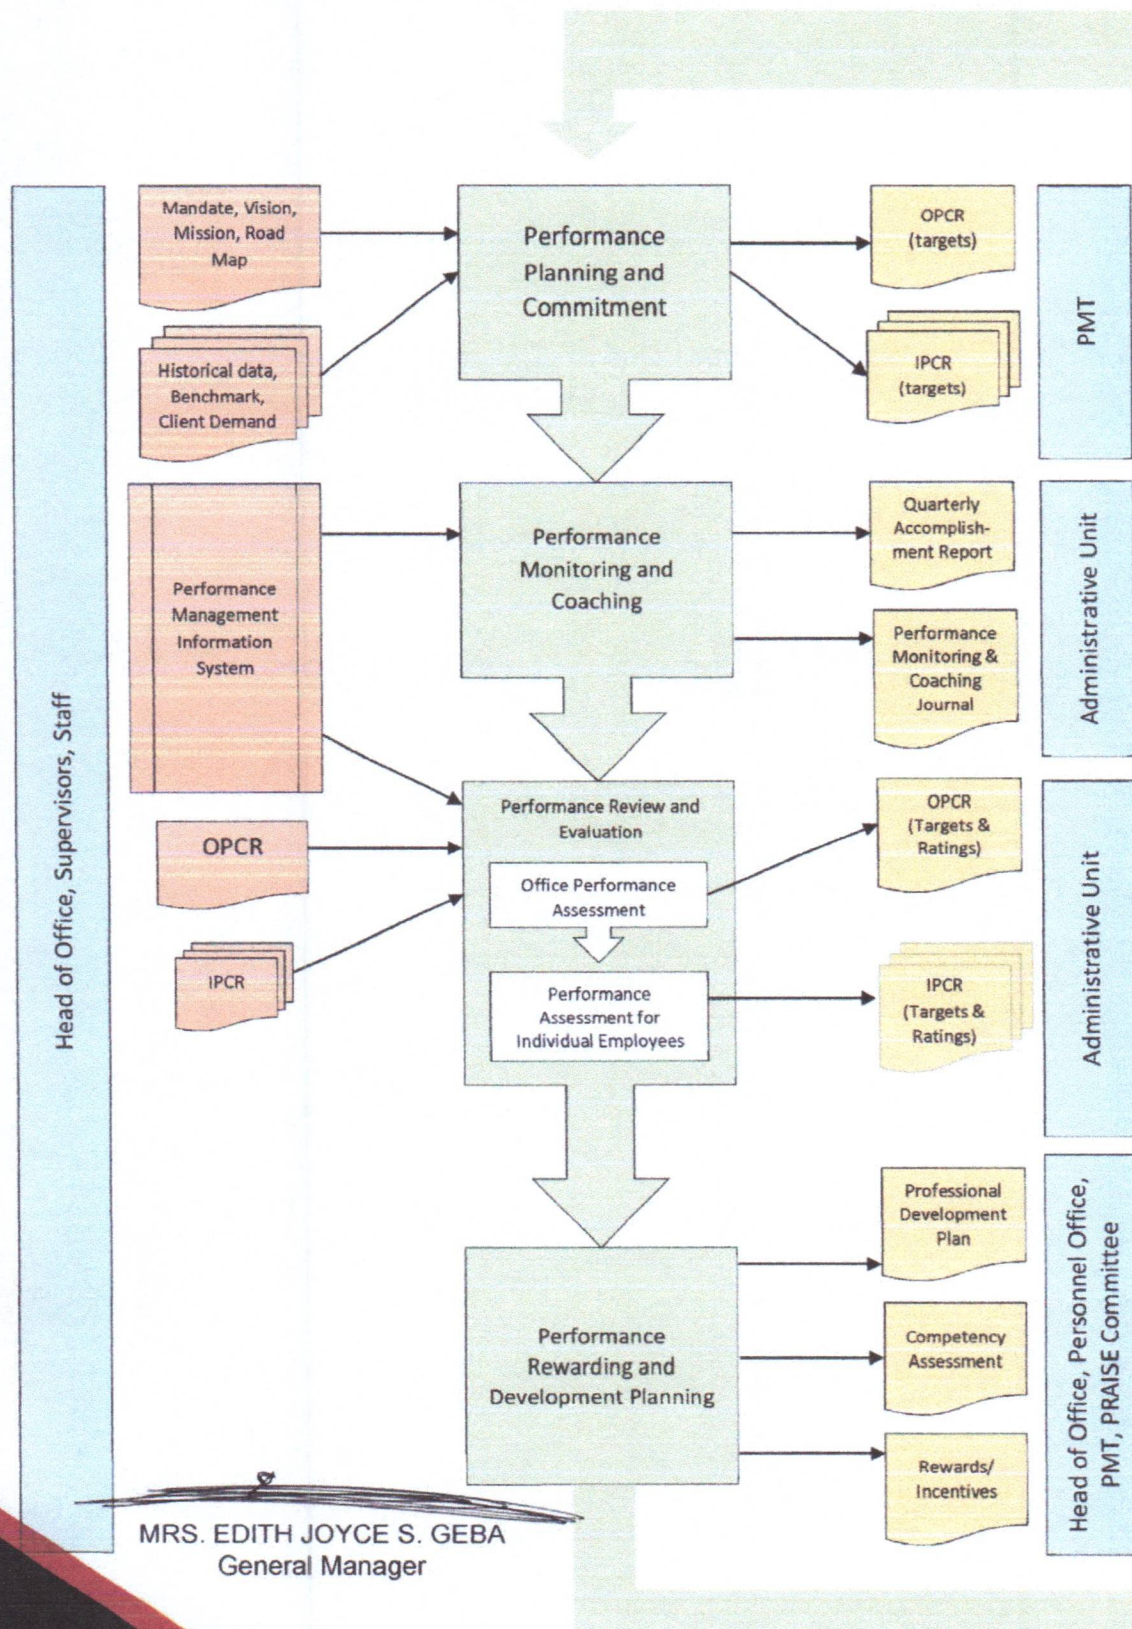 Head of Office, Supervisors, Staff
Mandate, Vision,
Mission, Road
Map
Historical data,
Benchmark,
Client Demand
Performance
Planning and
Commitment
OPCR
(targets)
IPCR
(targets)
PMT
Performance
Management
Information
System
Performance
Monitoring and
Coaching
Quarterly
Accomplish-
ment Report
Performance
Monitoring &
Coaching
Journal
Administrative Unit
OPCR
IPCR
Performance Review and
Evaluation
Office Performance
Assessment
Performance
Assessment for
Individual Employees
OPCR
(Targets &
Ratings)
IPCR
(Targets &
Ratings)
Administrative Unit
Performance
Rewarding and
Development Planning
Professional
Development
Plan
Competency
Assessment
Rewards/
Incentives
Head of Office, Personnel Office,
PMT, PRAISE Committee
MRS. EDITH JOYCE S. GEBA
General Manager